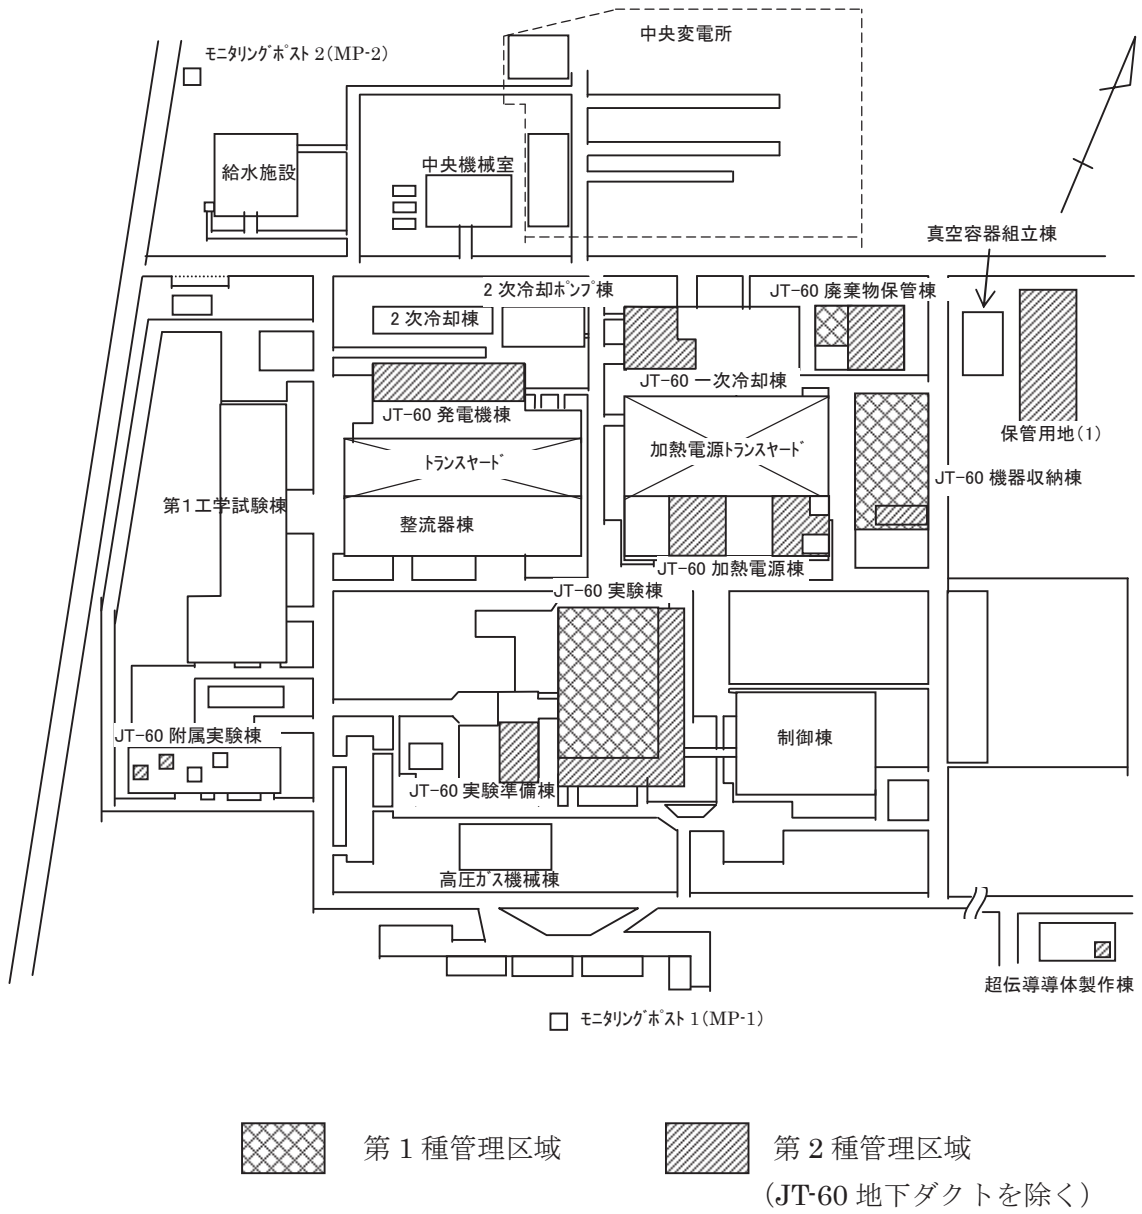 中央変電所
ﾓﾆﾀﾘﾝｸﾞﾎﾟｽﾄ 2(MP-2)
給水施設
中央機械室
真空容器組立棟
2 次冷却ﾎﾟﾝﾌﾟ棟
JT-60 廃棄物保管棟
2 次冷却棟
JT-60 一次冷却棟
JT-60 発電機棟
保管用地(1)
ﾄﾗﾝｽﾔｰﾄﾞ
加熱電源ﾄﾗﾝｽﾔｰﾄﾞ
JT-60 機器収納棟
第1工学試験棟
整流器棟
JT-60 加熱電源棟
JT-60 実験棟
JT-60 附属実験棟
制御棟
JT-60 実験準備棟
高圧ｶﾞｽ機械棟
超伝導導体製作棟
ﾓﾆﾀﾘﾝｸﾞﾎﾟｽﾄ 1(MP-1)
第 1 種管理区域
第 2 種管理区域
(JT-60 地下ダクトを除く)